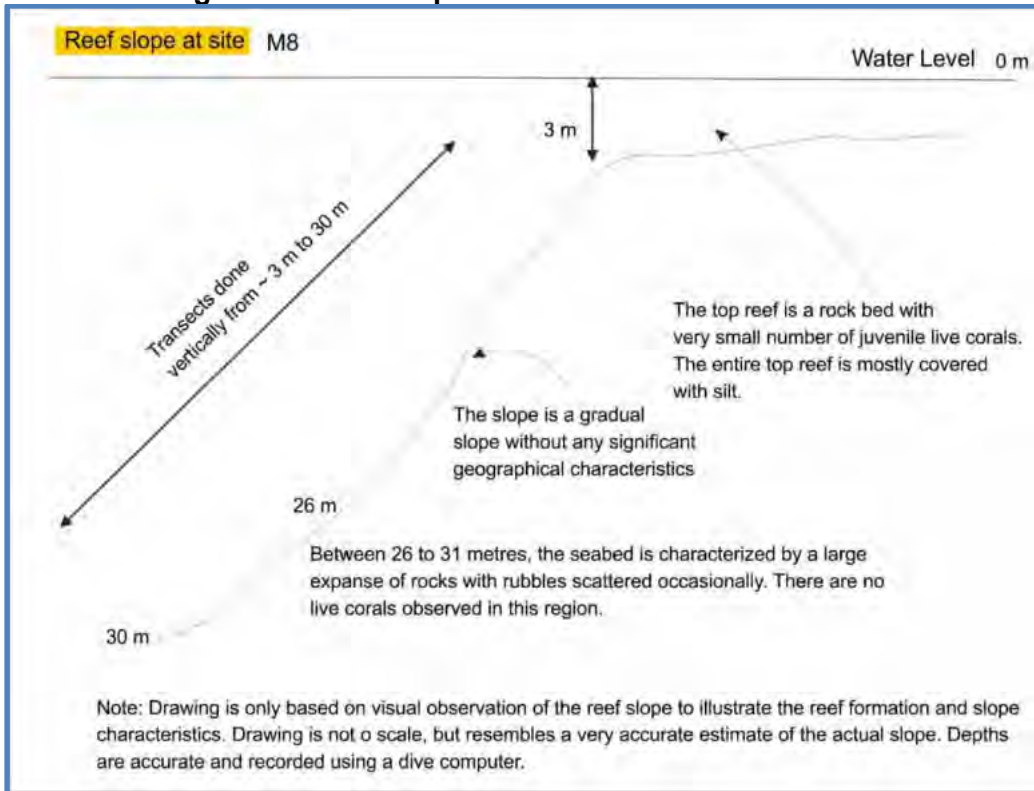 Reef slope at site M8
Water Level 0 m
3 m
Transects done
vertically from ~ 3 m to 30 m
The top reef is a rock bed with
very small number of juvenile live corals.
The entire top reef is mostly covered
with silt.
The slope is a gradual
slope without any significant
geographical characteristics
26 m
Between 26 to 31 metres, the seabed is characterized by a large
expanse of rocks with rubbles scattered occasionally. There are no
live corals observed in this region.
30 m
Note: Drawing is only based on visual observation of the reef slope to illustrate the reef formation and slope
characteristics. Drawing is not o scale, but resembles a very accurate estimate of the actual slope. Depths
are accurate and recorded using a dive computer.